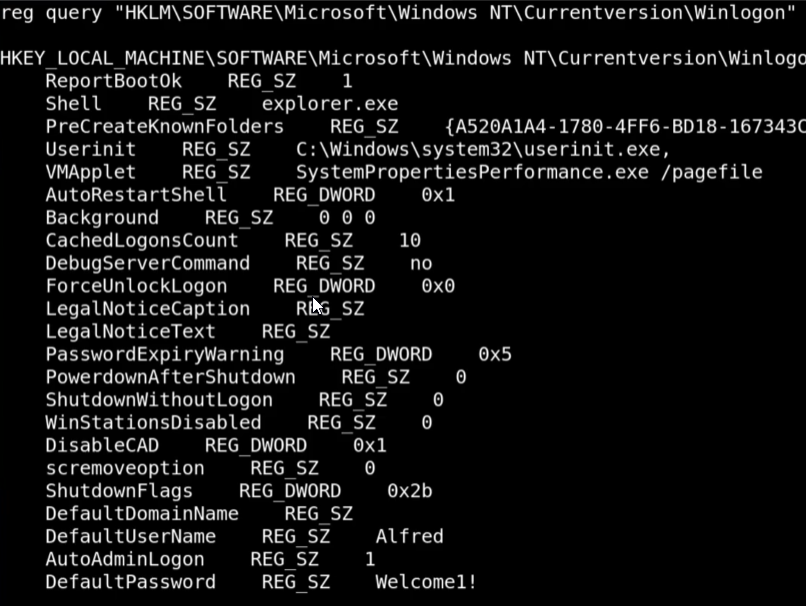 reg query "HKLM\SOFTWARE\Microsoft\Windows NT\Currentversion\Winlogon"
HKEY_LOCAL_MACHINE\SOFTWARE\Microsoft\Windows NT\Currentversion\Winlogo
ReportBootOk REG_SZ 1
Shell REG_SZ explorer.exe
PreCreateKnownFolders REG_SZ {A520A1A4-1780-4FF6-BD18-167343C
Userinit REG_SZ C:\Windows\system32\userinit.exe,
VMApplet REG_SZ SystemPropertiesPerformance.exe /pagefile
AutoRestartShell REG_DWORD 0x1
Background REG_SZ 0 0 0
CachedLogonsCount REG_SZ 10
DebugServerCommand REG_SZ no
ForceUnlockLogon REG_DWORD 0x0
LegalNoticeCaption REG_SZ
LegalNoticeText REG_SZ
PasswordExpiryWarning REG_DWORD 0x5
PowerdownAfterShutdown REG_SZ 0
ShutdownWithoutLogon REG_SZ 0
WinStationsDisabled REG_SZ 0
DisableCAD REG_DWORD 0x1
scremoveoption REG_SZ 0
ShutdownFlags REG_DWORD 0x2b
DefaultDomainName REG_SZ
DefaultUserName REG_SZ Alfred
AutoAdminLogon REG_SZ 1
DefaultPassword REG_SZ Welcome1!